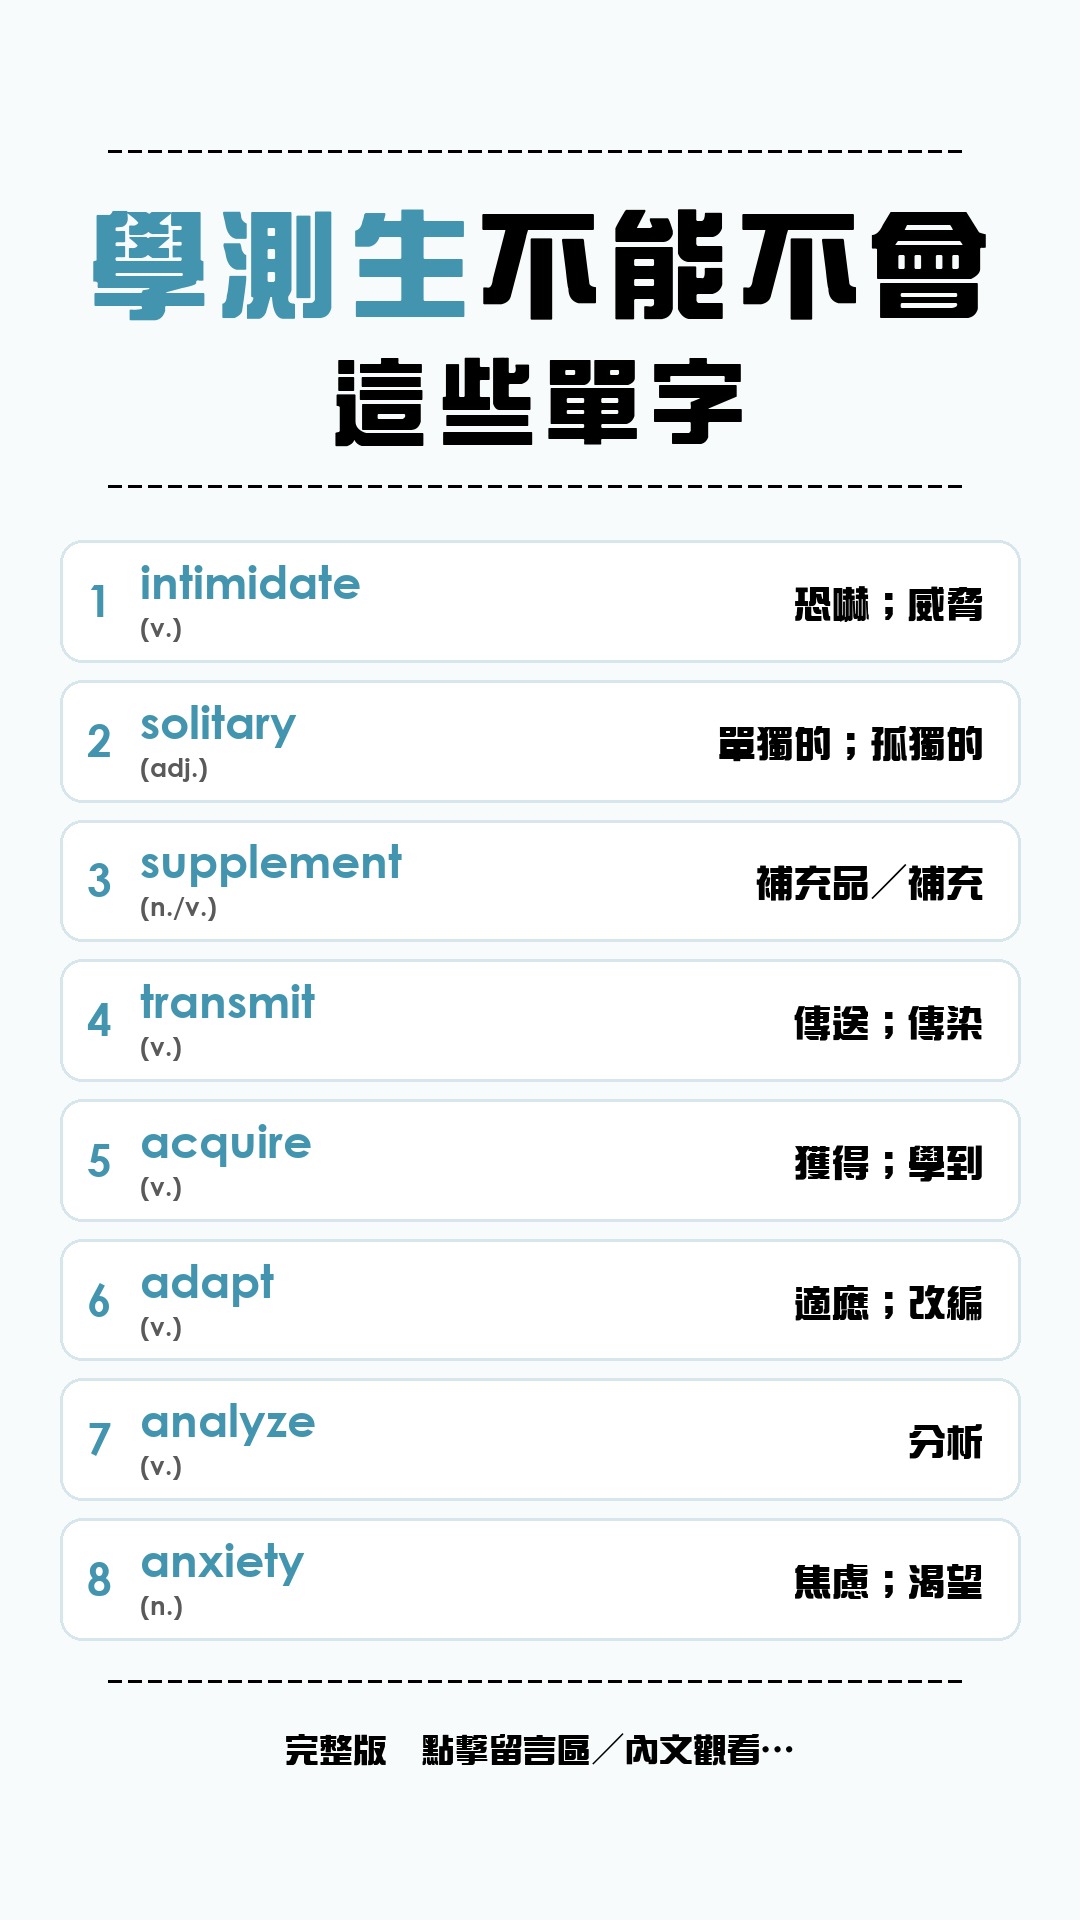 學測生不能不會
這些單字
1 intimidate 恐嚇；威脅
(v.)
2 solitary 單獨的；孤獨的
(adj.)
3 supplement 補充品／補充
(n./v.)
4 transmit 傳送；傳染
(v.)
5 acquire 獲得；學到
(v.)
6 adapt 適應；改編
(v.)
7 analyze 分析
(v.)
8 anxiety 焦慮；渴望
(n.)
完整版　點擊留言區／內文觀看…